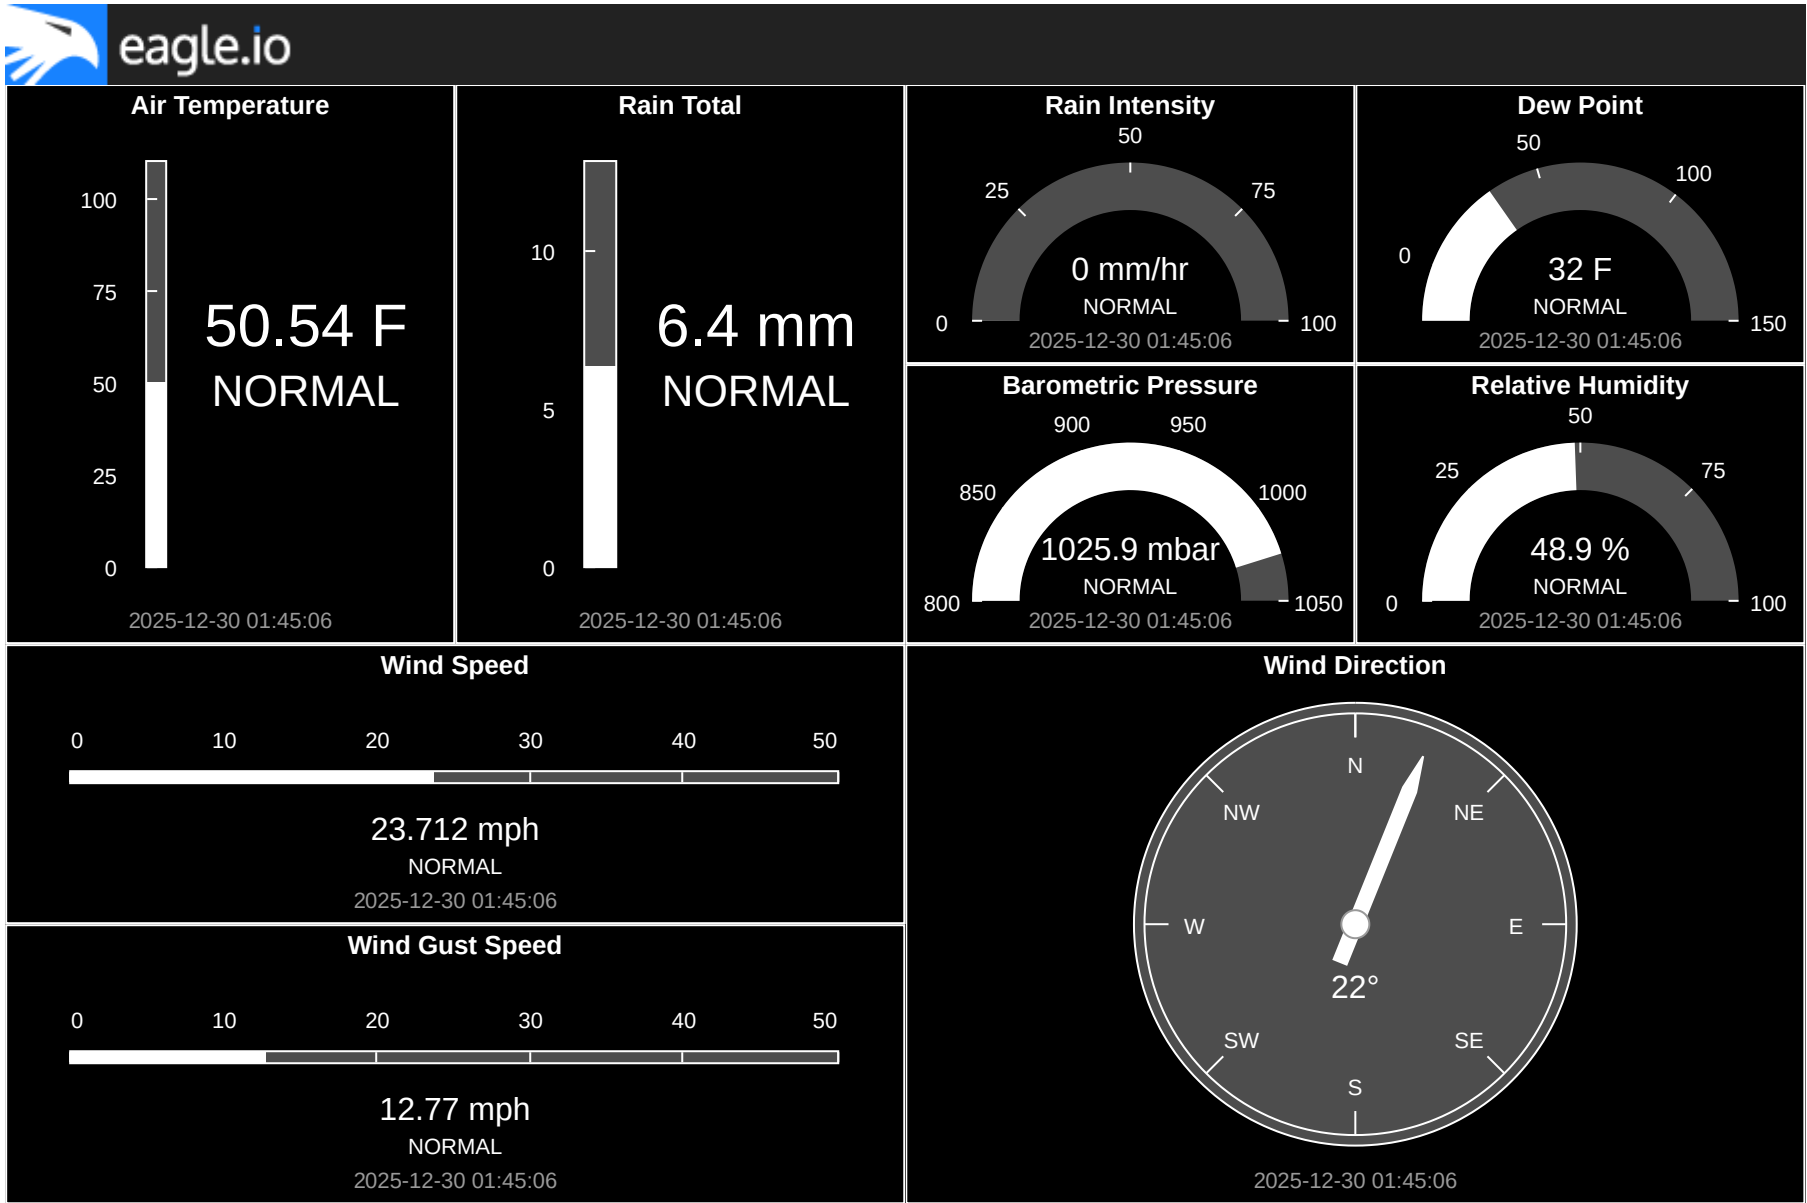 eagle.io
Air Temperature
100
75
50
25
0
50.54 F
NORMAL
2025-12-30 01:45:06
Rain Total
10
5
0
6.4 mm
NORMAL
2025-12-30 01:45:06
Rain Intensity
0
25
50
75
100
0 mm/hr
NORMAL
2025-12-30 01:45:06
Dew Point
0
50
100
150
32 F
NORMAL
2025-12-30 01:45:06
Barometric Pressure
800
850
900
950
1000
1050
1025.9 mbar
NORMAL
2025-12-30 01:45:06
Relative Humidity
0
25
50
75
100
48.9 %
NORMAL
2025-12-30 01:45:06
Wind Speed
0 10 20 30 40 50
23.712 mph
NORMAL
2025-12-30 01:45:06
Wind Gust Speed
0 10 20 30 40 50
12.77 mph
NORMAL
2025-12-30 01:45:06
Wind Direction
N
NW NE
W E
22°
SW SE
S
2025-12-30 01:45:06